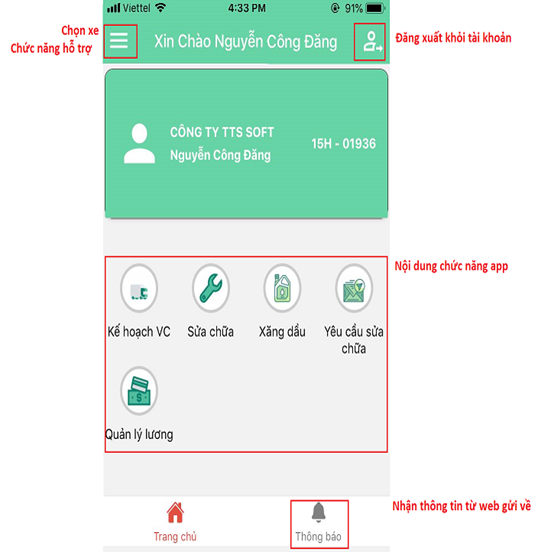 Viettel 4:33 PM 91%
Chọn xe
Chức năng hỗ trợ
Xin Chào Nguyễn Công Đăng
Đăng xuất khỏi tài khoản
CÔNG TY TTS SOFT
Nguyễn Công Đăng
15H - 01936
Nội dung chức năng app
Kế hoạch VC
Sửa chữa
Xăng dầu
Yêu cầu sửa
chữa
Quản lý lương
Nhận thông tin từ web gửi về
Trang chủ
Thông báo